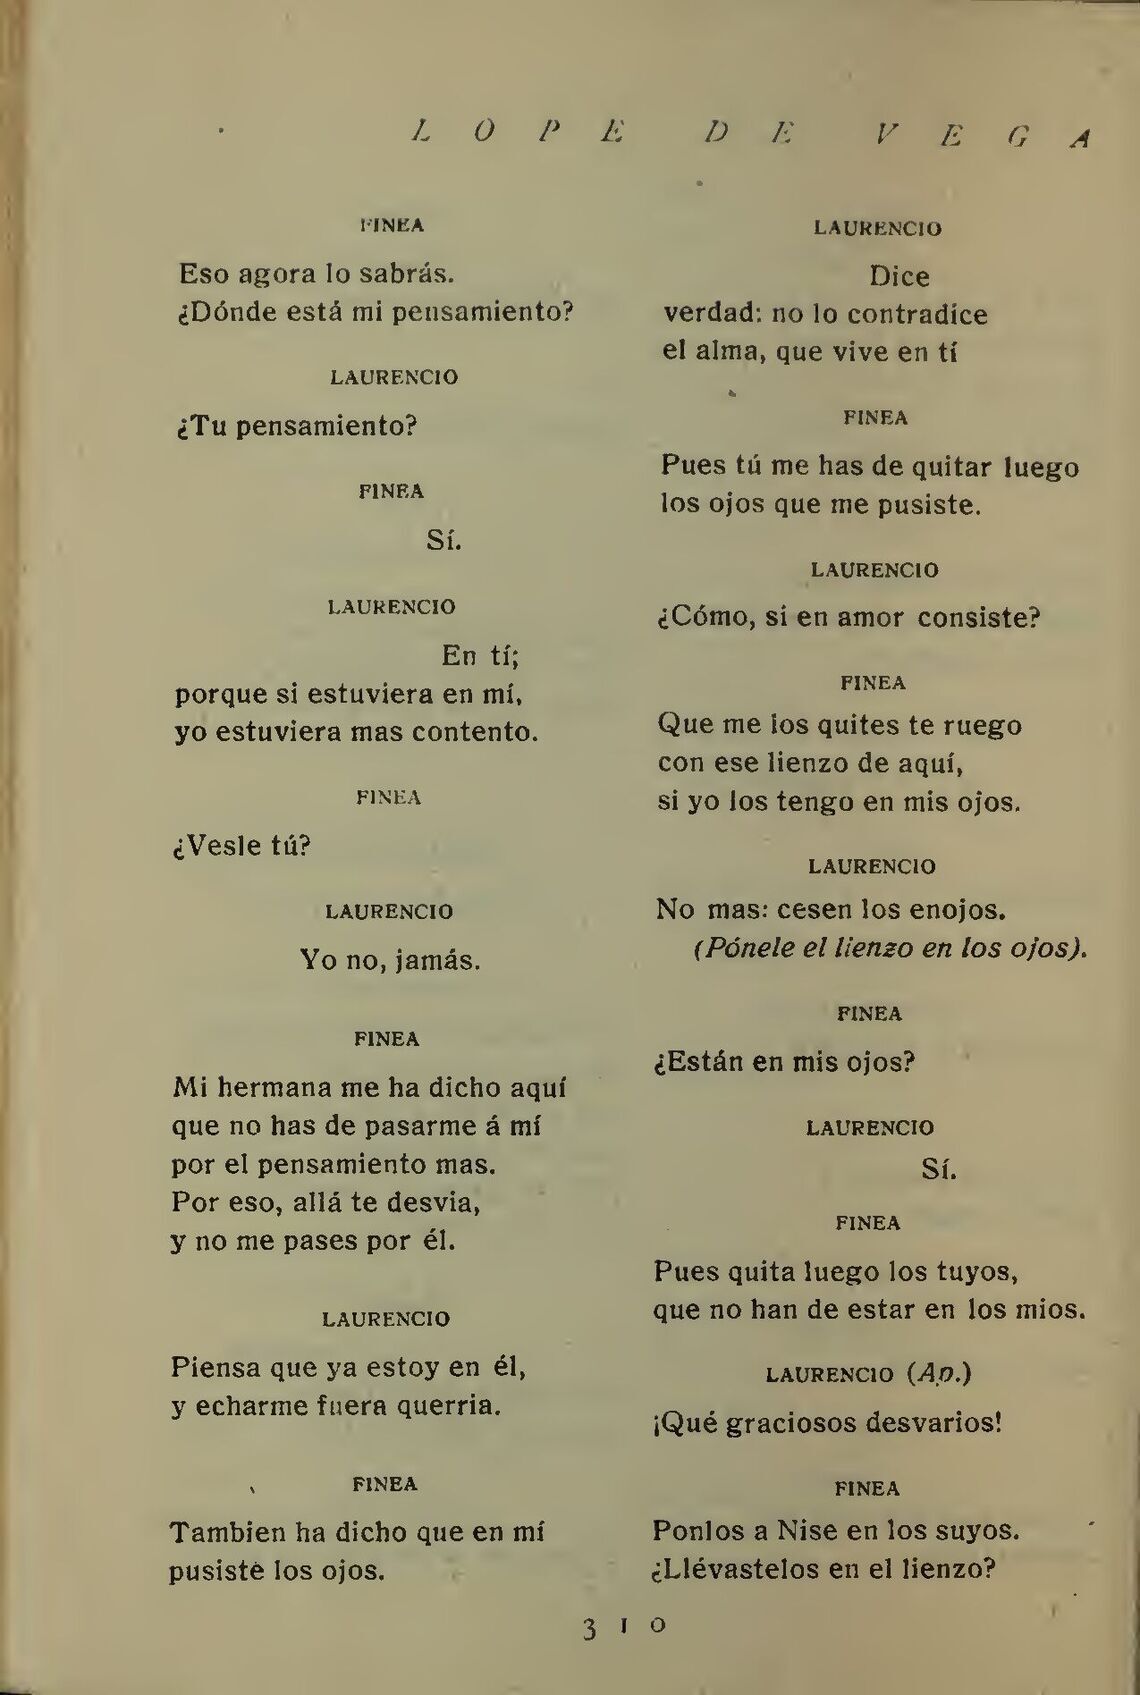 LOPE DE VEGA
FINEA
Eso agora lo sabrás.
¿Dónde está mi pensamiento?
LAURENCIO
¿Tu pensamiento?
FINEA
Sí.
LAURENCIO
En tí;
porque si estuviera en mí,
yo estuviera mas contento.
FINEA
¿Vesle tú?
LAURENCIO
Yo no, jamás.
FINEA
Mi hermana me ha dicho aquí
que no has de pasarme á mí
por el pensamiento mas.
Por eso, allá te desvia,
y no me pases por él.
LAURENCIO
Piensa que ya estoy en él,
y echarme fuera querria.
FINEA
Tambien ha dicho que en mí
pusiste los ojos.
LAURENCIO
Dice
verdad: no lo contradice
el alma, que vive en tí
FINEA
Pues tú me has de quitar luego
los ojos que me pusiste.
LAURENCIO
¿Cómo, si en amor consiste?
FINEA
Que me los quites te ruego
con ese lienzo de aquí,
si yo los tengo en mis ojos.
LAURENCIO
No mas: cesen los enojos.
(Pónele el lienzo en los ojos).
FINEA
¿Están en mis ojos?
LAURENCIO
Sí.
FINEA
Pues quita luego los tuyos,
que no han de estar en los mios.
LAURENCIO (Ap.)
¡Qué graciosos desvarios!
FINEA
Ponlos a Nise en los suyos.
¿Llévastelos en el lienzo?
310